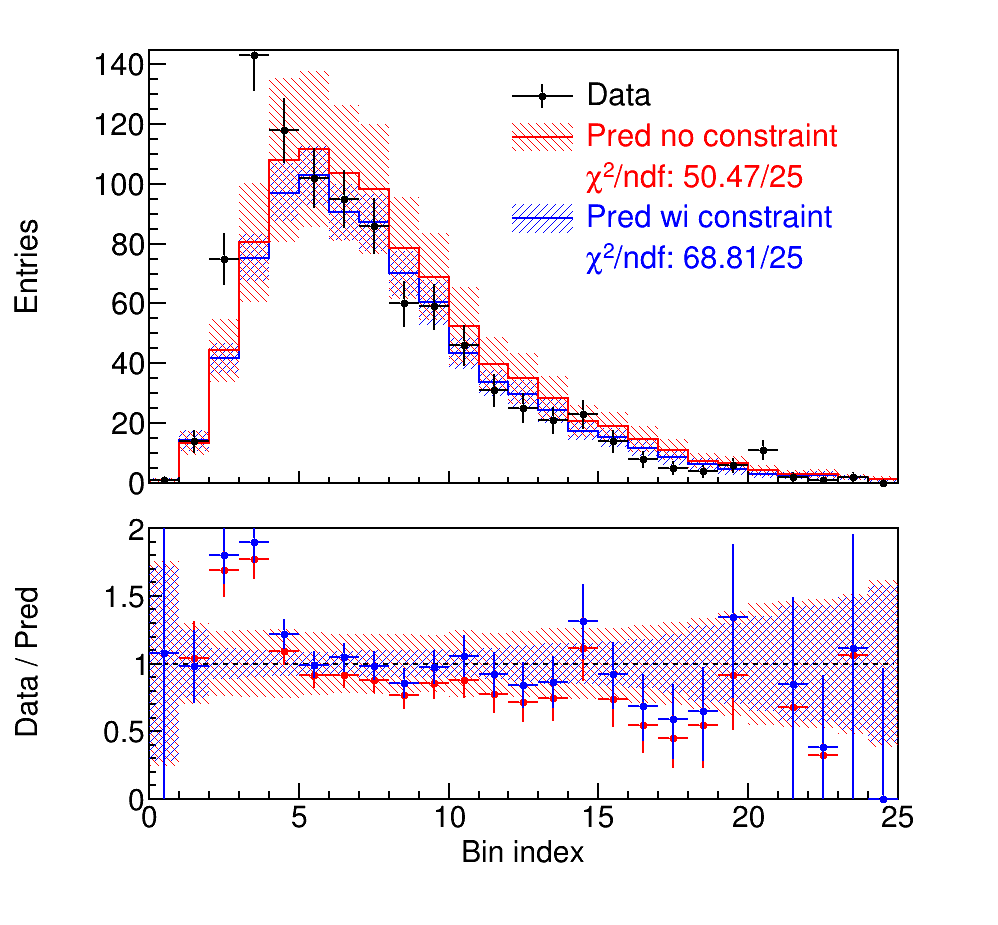 140
120
100
80
60
40
20
0
Entries
Data
Pred no constraint
χ²/ndf: 50.47/25
Pred wi constraint
χ²/ndf: 68.81/25
2
1.5
1
0.5
0
Data / Pred
0 5 10 15 20 25
Bin index